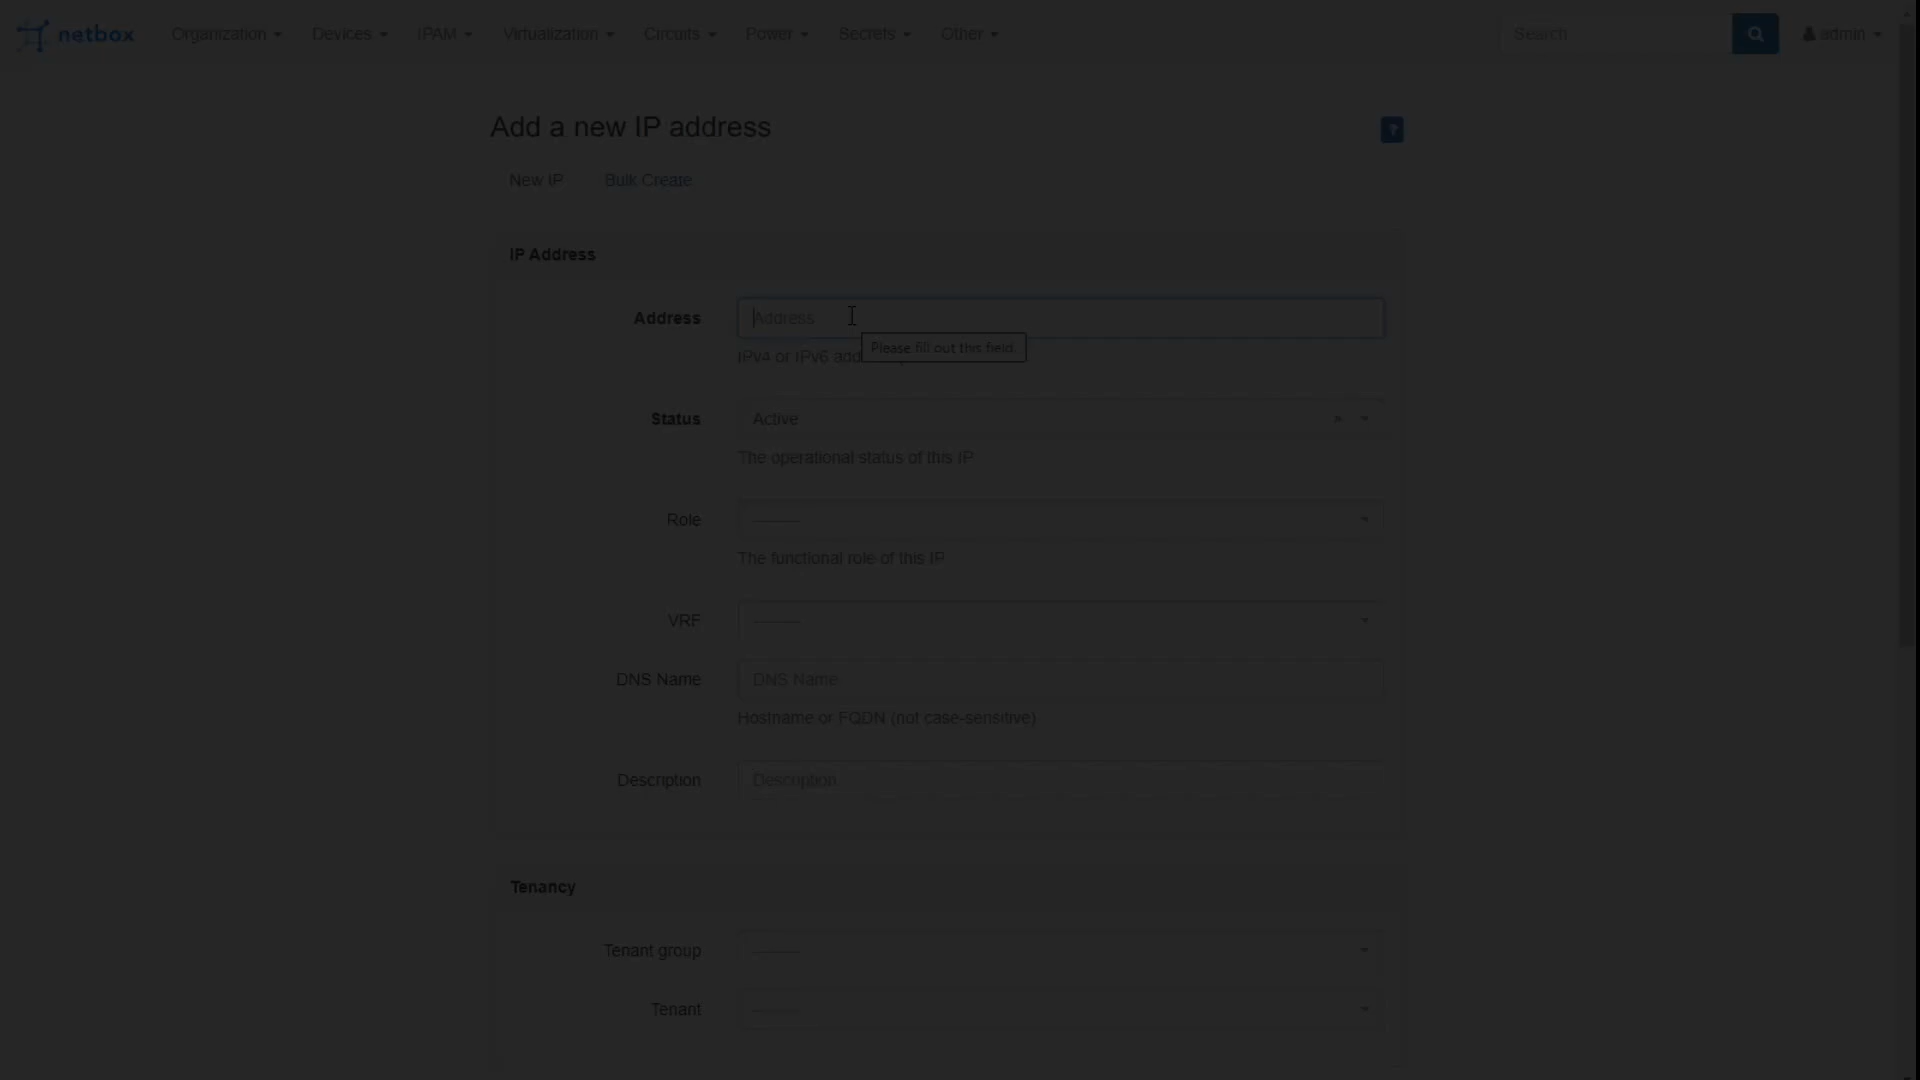 netbox Organization Devices IPAM Virtualization Circuits Power Secrets Other Search admin
Add a new IP address
?
New IP Bulk Create
IP Address
Address Address
Please fill out this field.
IPv4 or IPv6
Status Active × 
The operational status of this IP
Role ---------
The functional role of this IP
VRF ---------
DNS Name DNS Name
Hostname or FQDN (not case-sensitive)
Description Description
Tenancy
Tenant group ---------
Tenant ---------